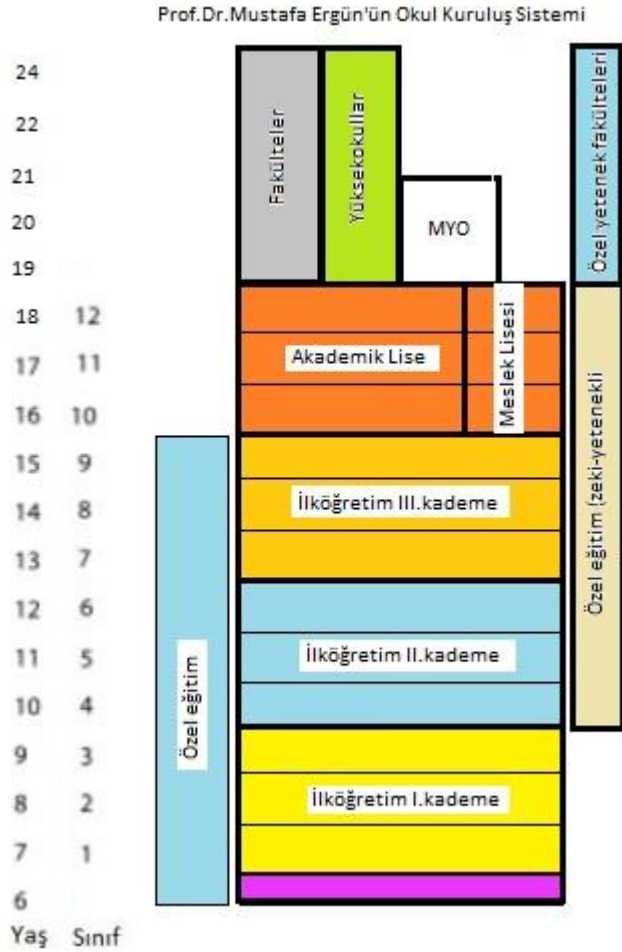 Prof.Dr.Mustafa Ergün'ün Okul Kuruluş Sistemi
24
22
21
20
19
18 12
17 11
16 10
15 9
14 8
13 7
12 6
11 5
10 4
9 3
8 2
7 1
6
Yaş Sınıf
Fakülteler
Yüksekokullar
MYO
Özel yetenek fakülteleri
Akademik Lise
Meslek Lisesi
İlköğretim III.kademe
Özel eğitim (zeki-yetenekli
İlköğretim II.kademe
Özel eğitim
İlköğretim I.kademe